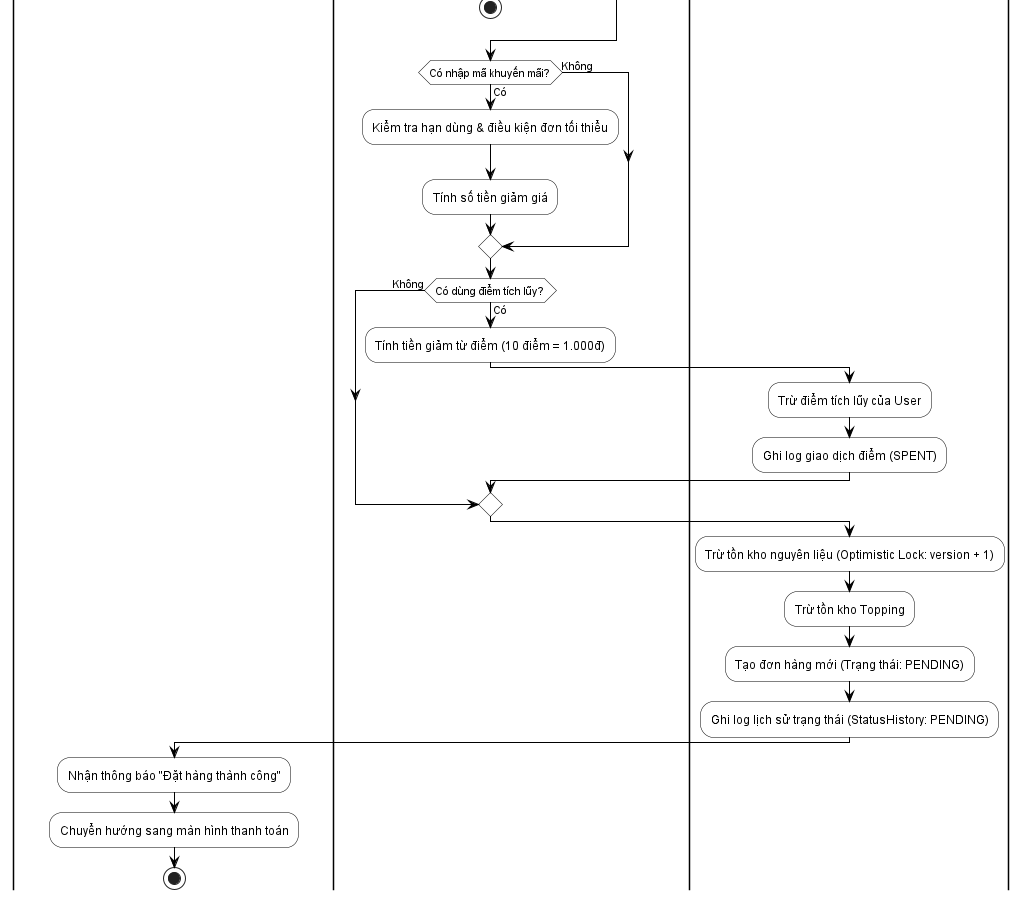 Có nhập mã khuyến mãi?
Không
Có
Kiểm tra hạn dùng & điều kiện đơn tối thiểu
Tính số tiền giảm giá
Không
Có dùng điểm tích lũy?
Có
Tính tiền giảm từ điểm (10 điểm = 1.000đ)
Trừ điểm tích lũy của User
Ghi log giao dịch điểm (SPENT)
Trừ tồn kho nguyên liệu (Optimistic Lock: version + 1)
Trừ tồn kho Topping
Tạo đơn hàng mới (Trạng thái: PENDING)
Ghi log lịch sử trạng thái (StatusHistory: PENDING)
Nhận thông báo "Đặt hàng thành công"
Chuyển hướng sang màn hình thanh toán